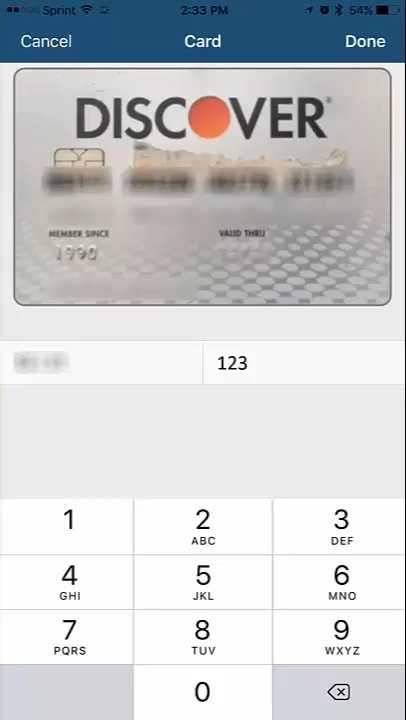 Sprint 2:33 PM 54%
Cancel Card Done
DISCOVER
MEMBER SINCE VALID THRU
1990
123
1 2 3
ABC DEF
4 5 6
GHI JKL MNO
7 8 9
PQRS TUV WXYZ
0